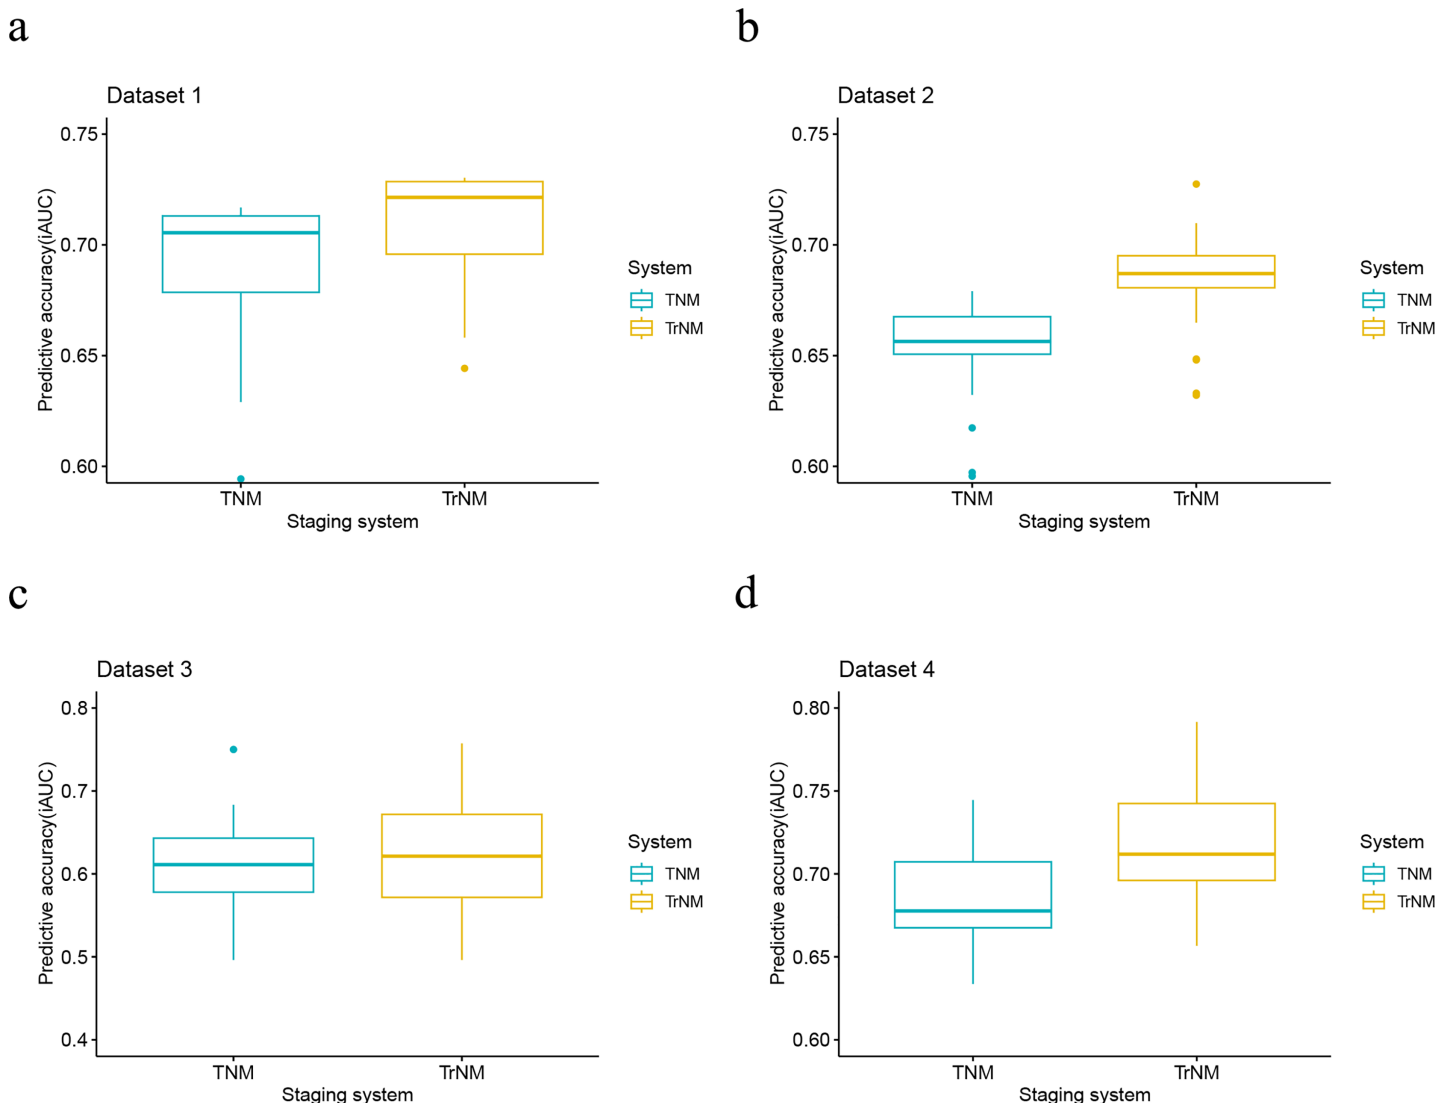 a
Dataset 1
Predictive accuracy(iAUC)
0.75
0.70
0.65
0.60
TNM TrNM
Staging system
System
TNM
TrNM
b
Dataset 2
Predictive accuracy(iAUC)
0.75
0.70
0.65
0.60
TNM TrNM
Staging system
System
TNM
TrNM
c
Dataset 3
Predictive accuracy(iAUC)
0.8
0.7
0.6
0.5
0.4
TNM TrNM
Staging system
System
TNM
TrNM
d
Dataset 4
Predictive accuracy(iAUC)
0.80
0.75
0.70
0.65
0.60
TNM TrNM
Staging system
System
TNM
TrNM